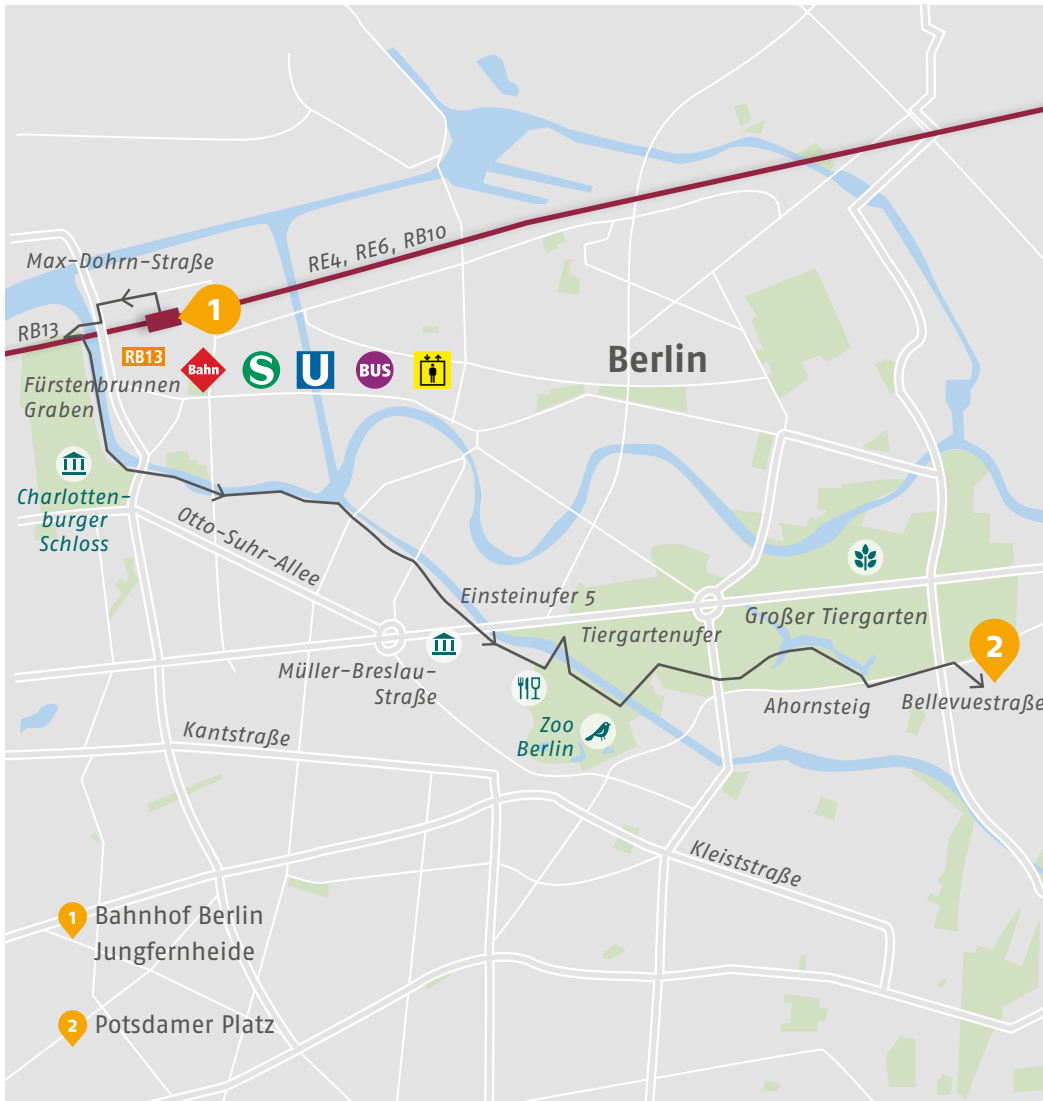 RE4, RE6, RB10
Max-Dohrn-Straße
1
RB13
RB13
Bahn
S
U
BUS
Berlin
Fürstenbrunnen
Graben
Charlotten-
burger
Schloss
Otto-Suhr-Allee
Einsteinufer 5
Großer Tiergarten
Tiergartenufer
2
Müller-Breslau-
Straße
Ahornsteig
Bellevuestraße
Zoo
Berlin
Kantstraße
Kleiststraße
1 Bahnhof Berlin
Jungfernheide
2 Potsdamer Platz